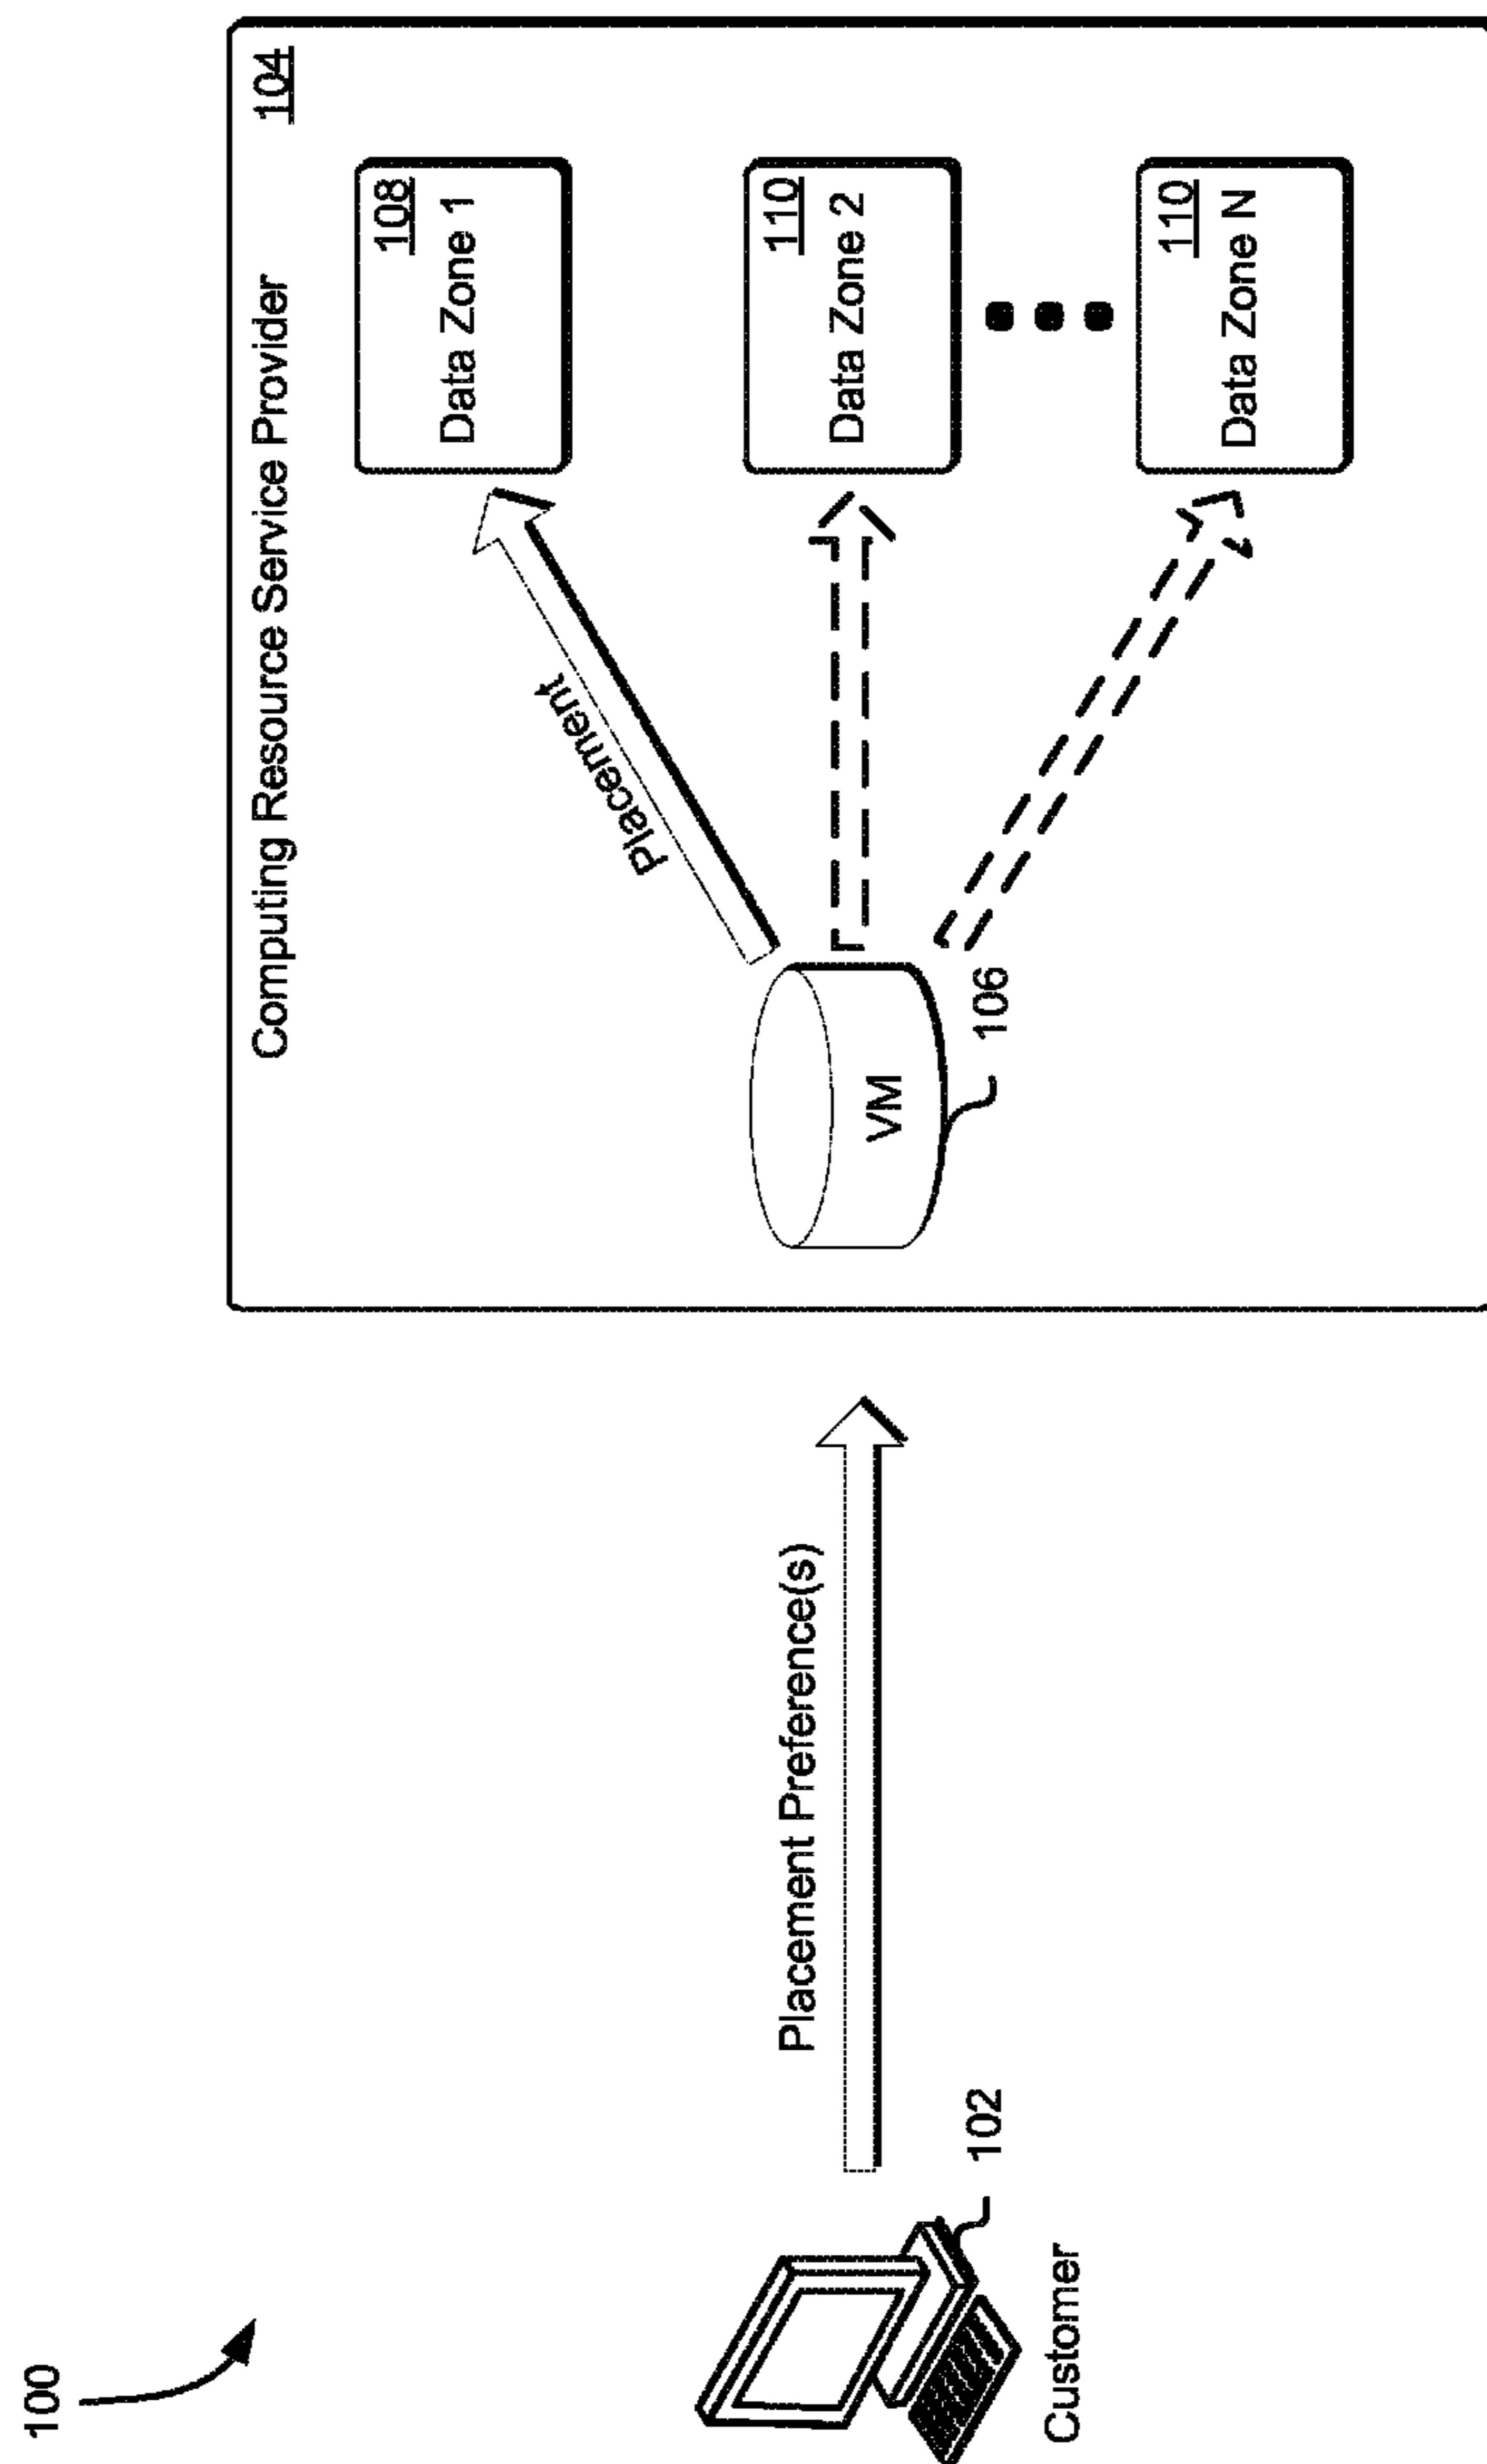 100
Computing Resource Service Provider
104
108
Data Zone 1
Placement
Placement Preference(s)
110
Data Zone 2
VM
106
102
Customer
110
Data Zone N